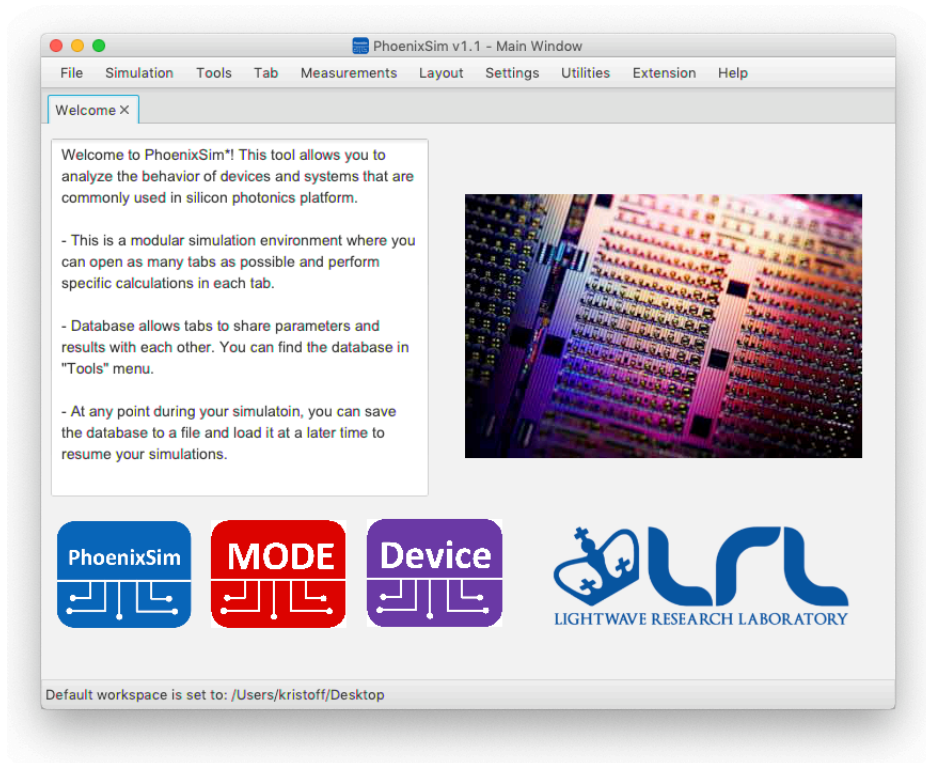 PhoenixSim v1.1 - Main Window
File Simulation Tools Tab Measurements Layout Settings Utilities Extension Help
Welcome ×
Welcome to PhoenixSim*! This tool allows you to
analyze the behavior of devices and systems that are
commonly used in silicon photonics platform.
- This is a modular simulation environment where you
can open as many tabs as possible and perform
specific calculations in each tab.
- Database allows tabs to share parameters and
results with each other. You can find the database in
"Tools" menu.
- At any point during your simulatoin, you can save
the database to a file and load it at a later time to
resume your simulations.
PhoenixSim MODE Device LRL
LIGHTWAVE RESEARCH LABORATORY
Default workspace is set to: /Users/kristoff/Desktop